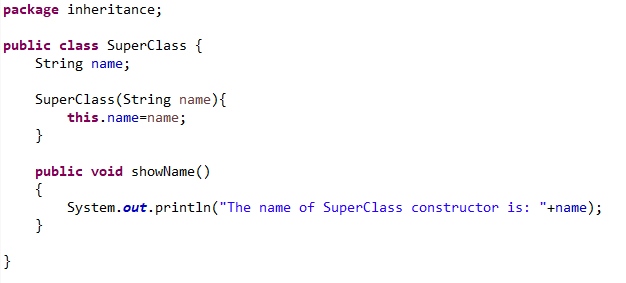 package inheritance;
public class SuperClass {
String name;
SuperClass(String name){
this.name=name;
}
public void showName()
{
System.out.println("The name of SuperClass constructor is: "+name);
}
}